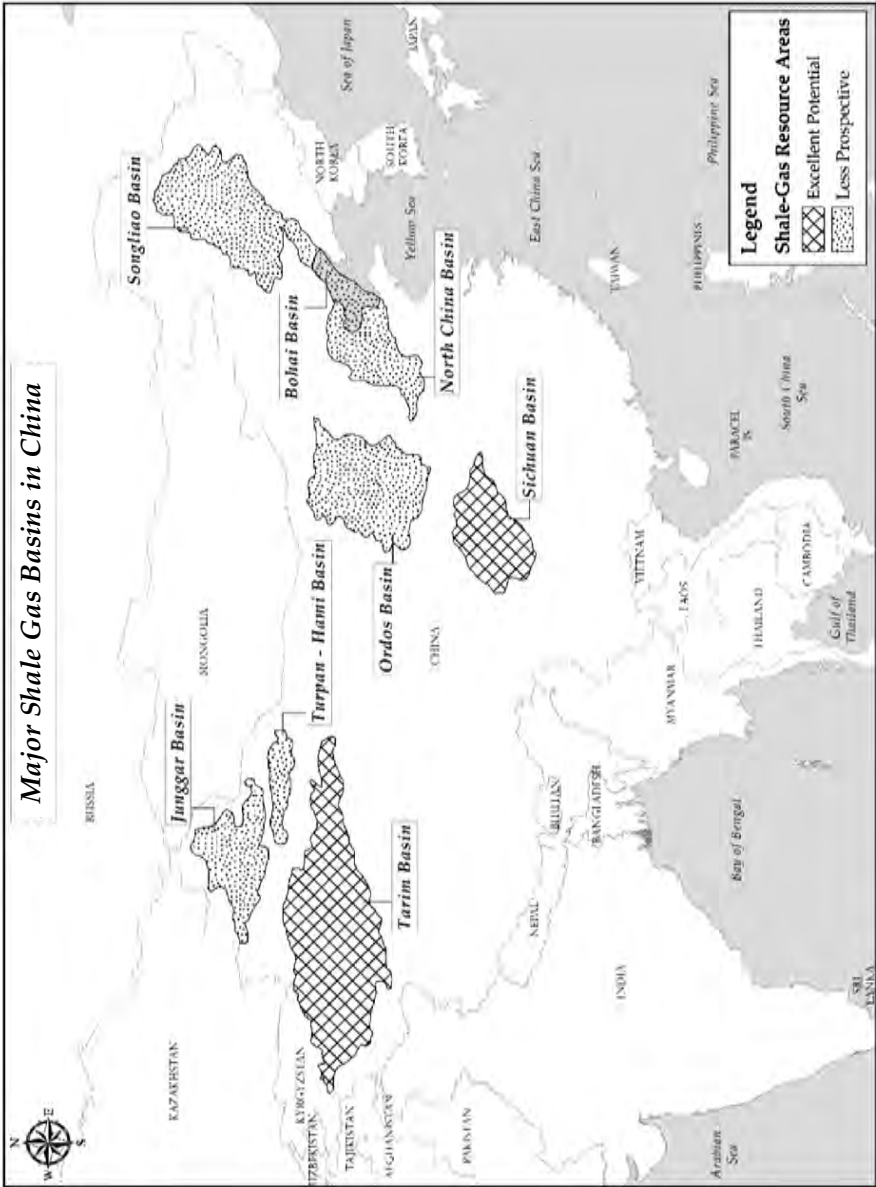 Major Shale Gas Basins in China
N
W
E
S
RUSSIA
KAZAKHSTAN
MONGOLIA
Junggar Basin
Turpan - Hami Basin
Songliao Basin
Sea of Japan
JAPAN
NORTH
KOREA
SOUTH
KOREA
KYRGYZSTAN
TAJIKISTAN
AFGHANISTAN
PAKISTAN
Tarim Basin
Ordos Basin
CHINA
Bohai Basin
North China Basin
Yellow Sea
Sichuan Basin
East China Sea
NEPAL
BHUTAN
BANGLADESH
INDIA
MYANMAR
VIETNAM
LAOS
THAILAND
CAMBODIA
Gulf of
Thailand
TAIWAN
PARACEL
IS
South China
Sea
PHILIPPINES
Philippine Sea
Arabian
Sea
Bay of Bengal
SRI
LANKA
Legend
Shale-Gas Resource Areas
Excellent Potential
Less Prospective